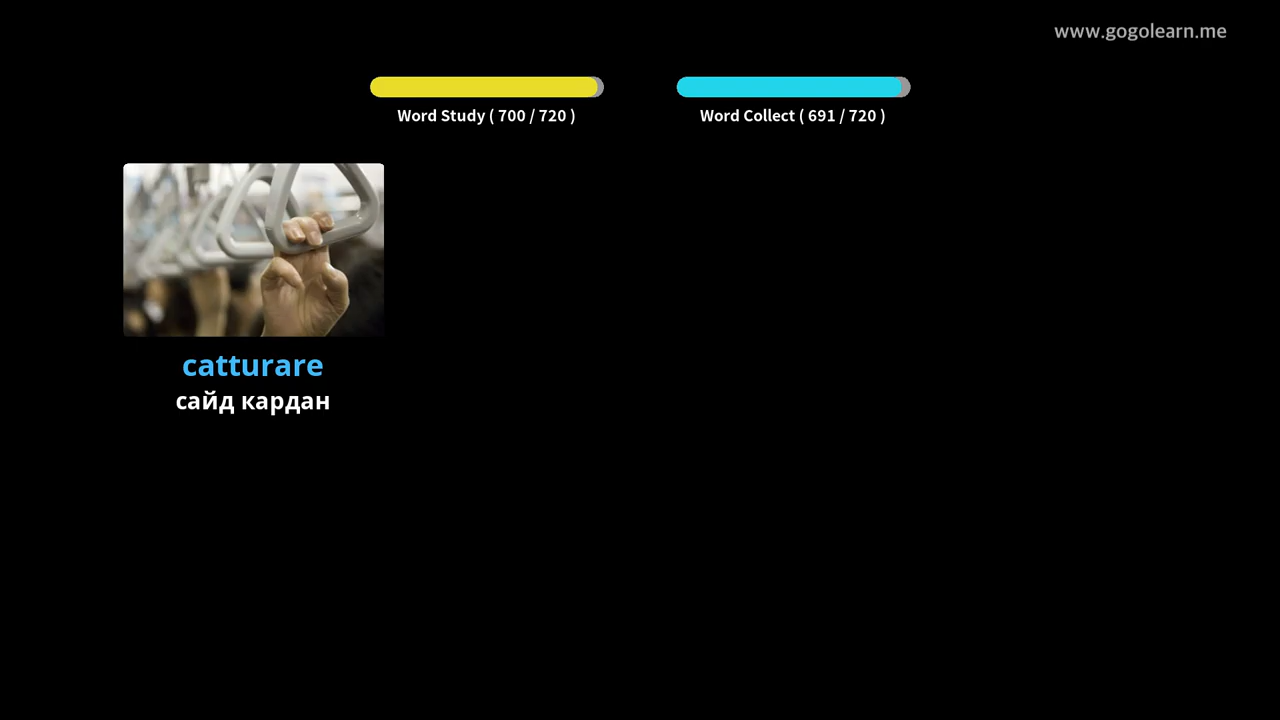 www.gogolearn.me
Word Study ( 700 / 720 )
Word Collect ( 691 / 720 )
catturare
сайд кардан